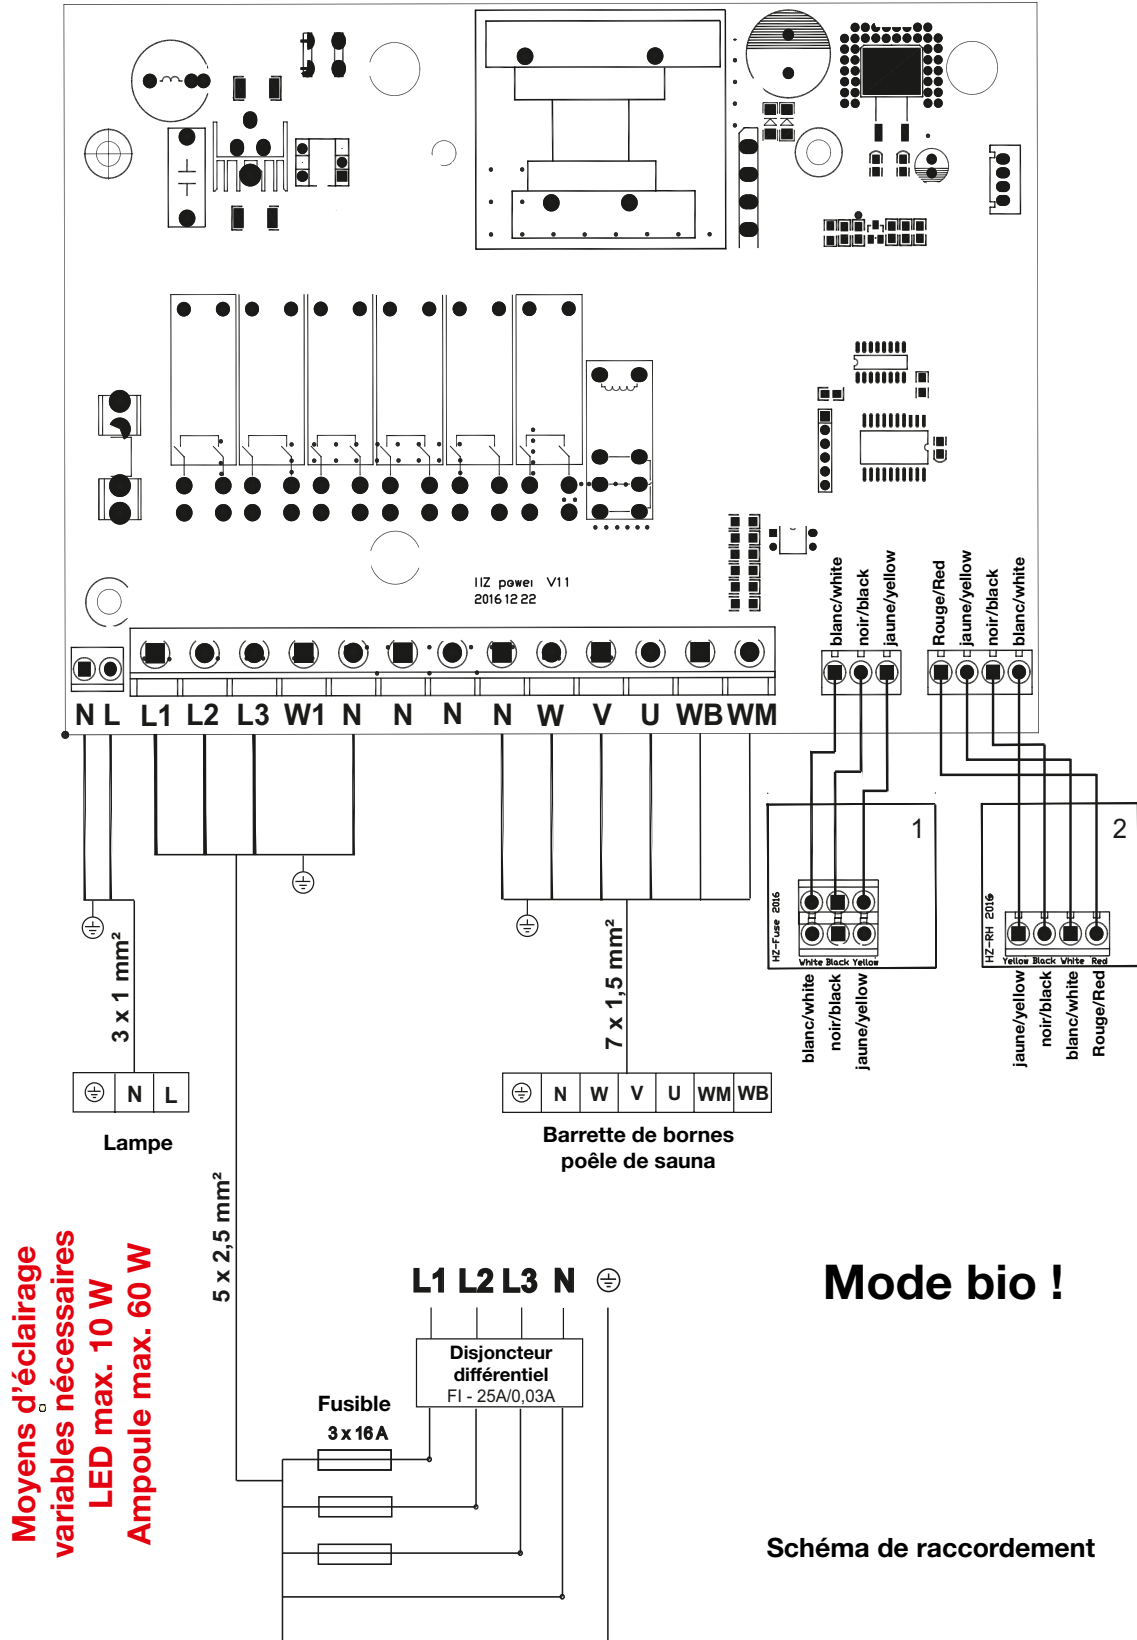 IIZ power V11
2016 12 22
blanc/white
noir/black
jaune/yellow
Rouge/Red
jaune/yellow
noir/black
blanc/white
N L L1 L2 L3 W1 N N N N W V U WB WM
1
HZ-Fuse 2016
White Black Yellow
blanc/white
noir/black
jaune/yellow
2
HZ-RH 2016
Yellow Black White Red
jaune/yellow
noir/black
blanc/white
Rouge/Red
3 x 1 mm²
7 x 1,5 mm²
N L
Lampe
N W V U WM WB
Barrette de bornes
poêle de sauna
5 x 2,5 mm²
Moyens d'éclairage
variables nécessaires
LED max. 10 W
Ampoule max. 60 W
L1 L2 L3 N
Disjoncteur
différentiel
FI - 25A/0,03A
Fusible
3 x 16 A
Mode bio !
Schéma de raccordement